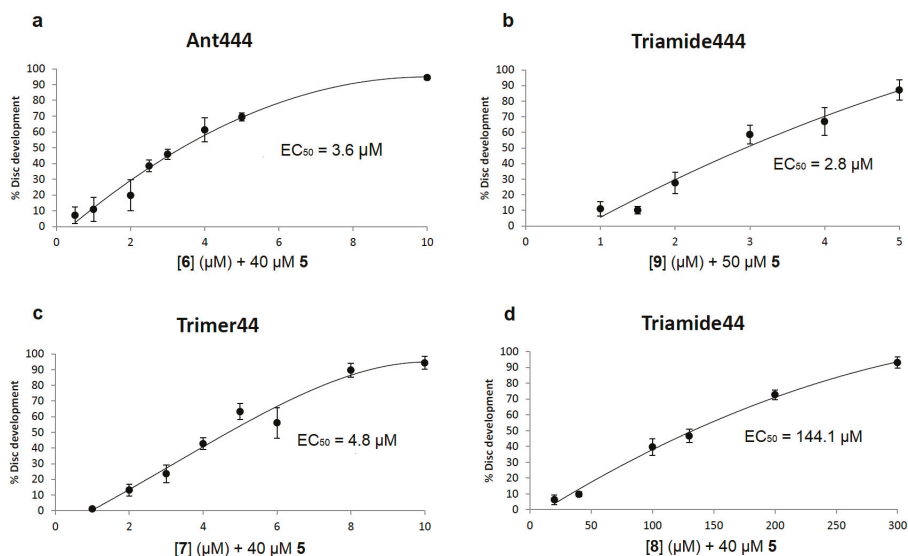 a
Ant444
% Disc development
100
90
80
70
60
50
40
30
20
10
0
EC50 = 3.6 µM
0 2 4 6 8 10
[6] (µM) + 40 µM 5
b
Triamide444
% Disc development
100
90
80
70
60
50
40
30
20
10
0
EC50 = 2.8 µM
0 1 2 3 4 5
[9] (µM) + 50 µM 5
c
Trimer44
% Disc development
100
90
80
70
60
50
40
30
20
10
0
EC50 = 4.8 µM
0 2 4 6 8 10
[7] (µM) + 40 µM 5
d
Triamide44
% Disc development
100
90
80
70
60
50
40
30
20
10
0
EC50 = 144.1 µM
0 50 100 150 200 250 300
[8] (µM) + 40 µM 5